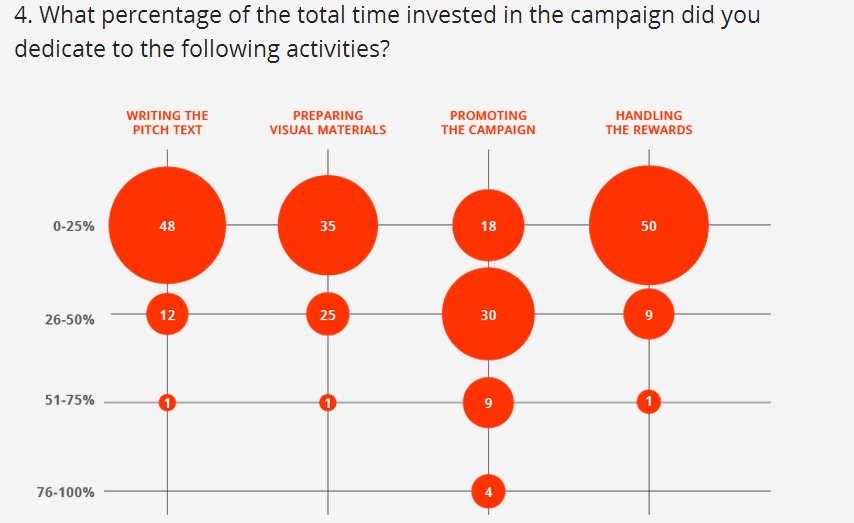 4. What percentage of the total time invested in the campaign did you
dedicate to the following activities?
WRITING THE
PITCH TEXT
PREPARING
VISUAL MATERIALS
PROMOTING
THE CAMPAIGN
HANDLING
THE REWARDS
0-25%
48
35
18
50
26-50%
12
25
30
9
51-75%
1
1
9
1
76-100%
4